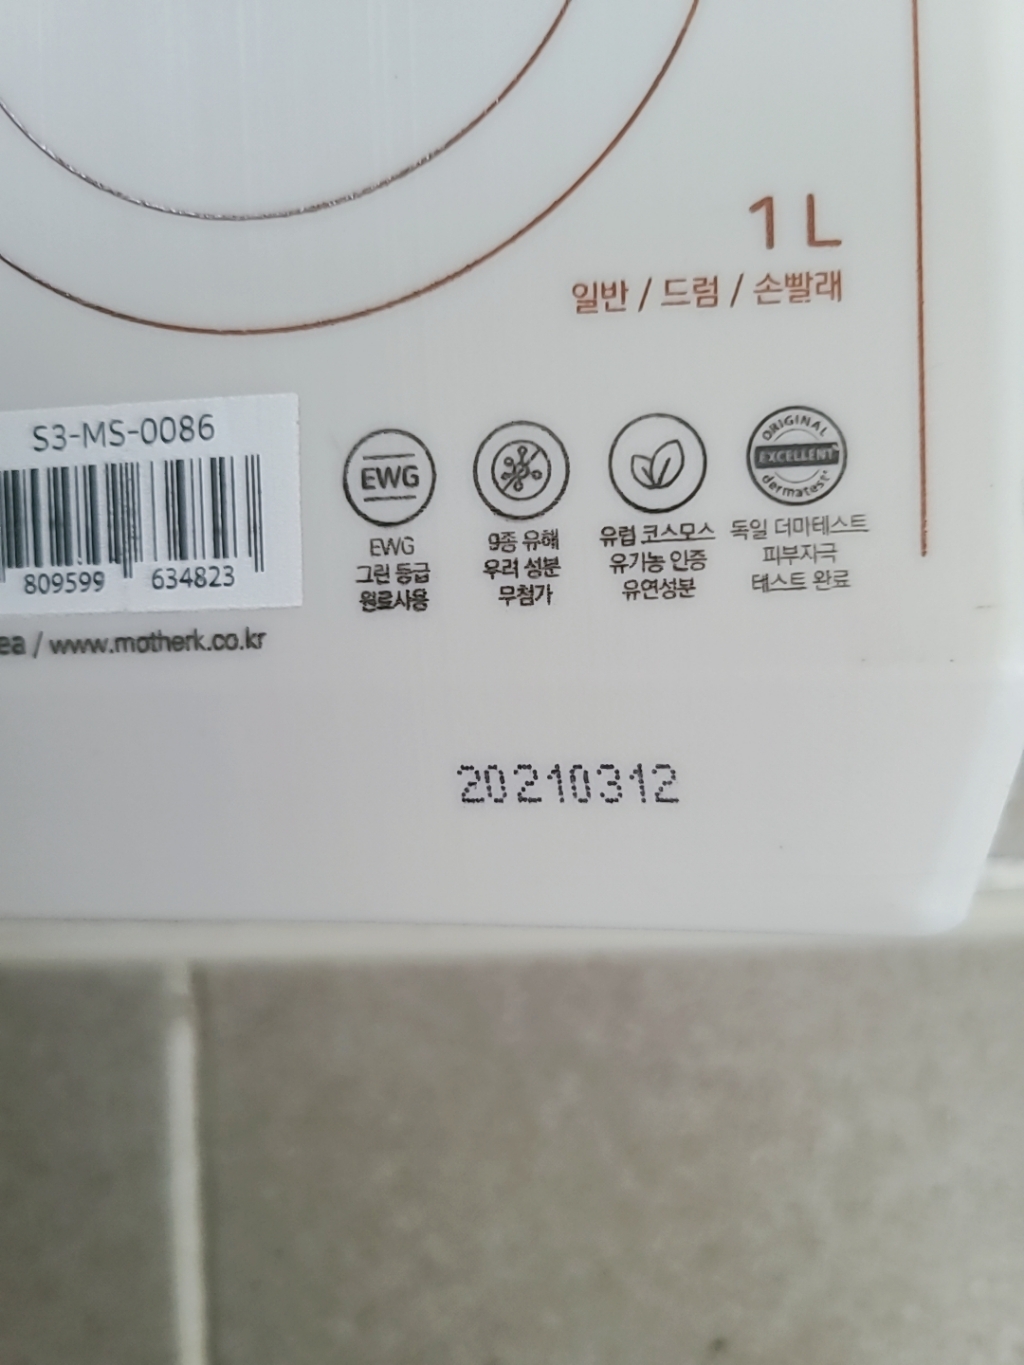 1 L
일반 / 드럼 / 손빨래
S3-MS-0086
809599 634823
ea / www.motherk.co.kr
EWG
EWG
그린 등급
원료사용
9종 유해
우려 성분
무첨가
유럽 코스모스
유기농 인증
유연성분
ORIGINAL
EXCELLENT
dermatest
독일 더마테스트
피부자극
테스트 완료
20210312